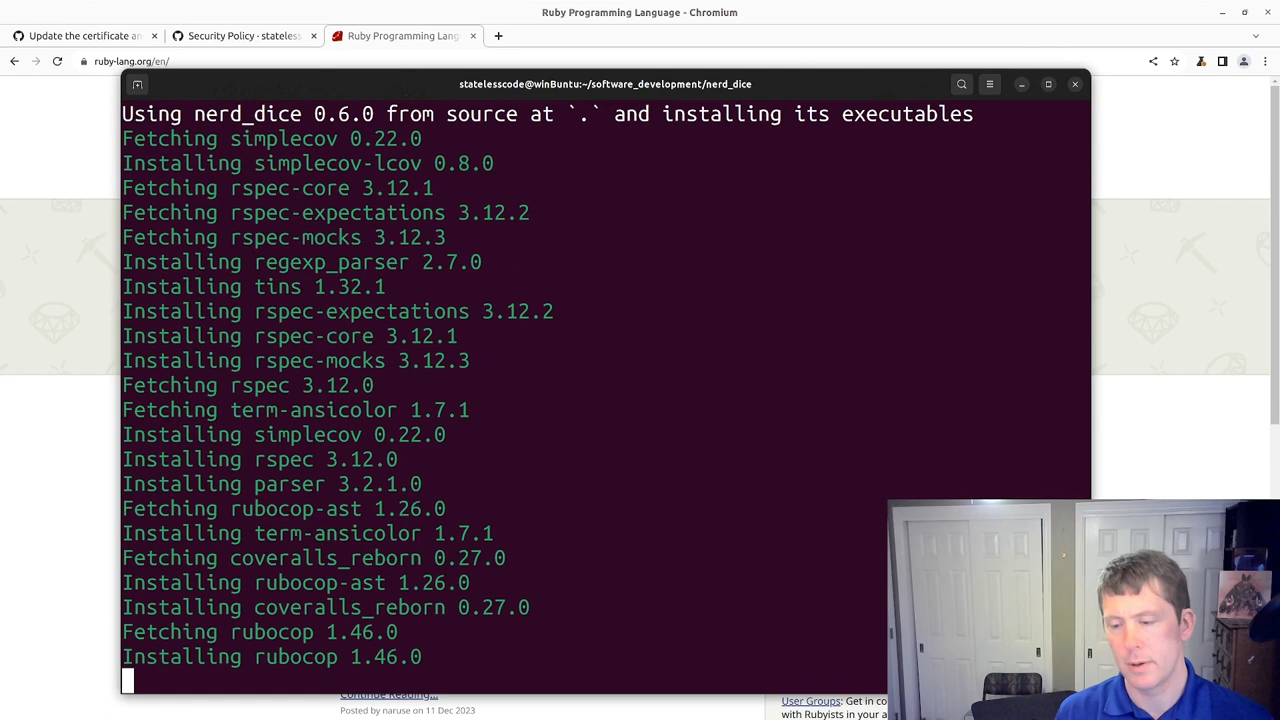 Ruby Programming Language - Chromium
Update the certificate an
Security Policy · stateless
Ruby Programming Lang
ruby-lang.org/en/
statelesscode@winBuntu:~/software_development/nerd_dice
Using nerd_dice 0.6.0 from source at `.` and installing its executables
Fetching simplecov 0.22.0
Installing simplecov-lcov 0.8.0
Fetching rspec-core 3.12.1
Fetching rspec-expectations 3.12.2
Fetching rspec-mocks 3.12.3
Installing regexp_parser 2.7.0
Installing tins 1.32.1
Installing rspec-expectations 3.12.2
Installing rspec-core 3.12.1
Installing rspec-mocks 3.12.3
Fetching rspec 3.12.0
Fetching term-ansicolor 1.7.1
Installing simplecov 0.22.0
Installing rspec 3.12.0
Installing parser 3.2.1.0
Fetching rubocop-ast 1.26.0
Installing term-ansicolor 1.7.1
Fetching coveralls_reborn 0.27.0
Installing rubocop-ast 1.26.0
Installing coveralls_reborn 0.27.0
Fetching rubocop 1.46.0
Installing rubocop 1.46.0
Continue Reading...
Posted by naruse on 11 Dec 2023
User Groups: Get in co
with Rubyists in your a